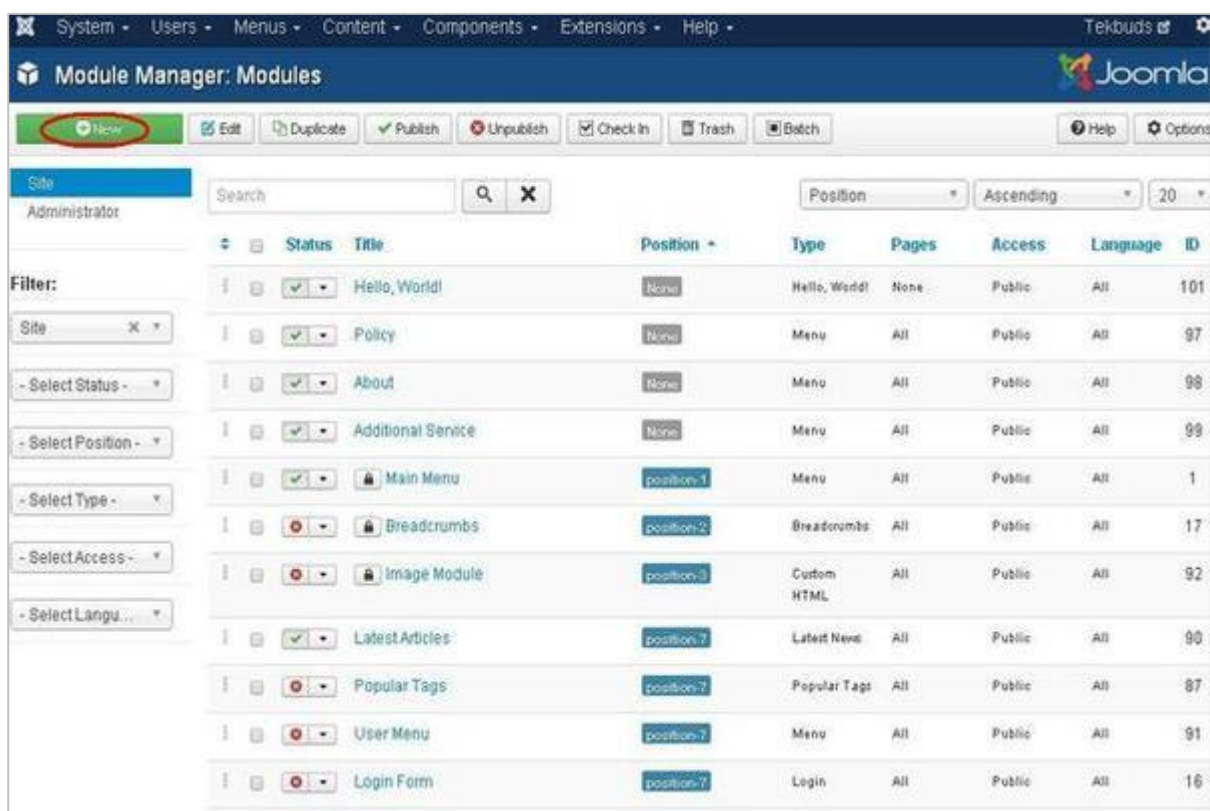 System Users Menus Content Components Extensions Help Tekbuds
Module Manager: Modules Joomla
New Edit Duplicate Publish Unpublish Check In Trash Batch Help Options
Site
Administrator
Search Position Ascending 20
Status Title Position Type Pages Access Language ID
Filter:
Site
- Select Status -
- Select Position -
- Select Type -
- Select Access -
- Select Langu...
Hello, World! None Hello, World! None Public All 101
Policy None Menu All Public All 97
About None Menu All Public All 98
Additional Service None Menu All Public All 99
Main Menu position-1 Menu All Public All 1
Breadcrumbs position-2 Breadcrumbs All Public All 17
Image Module position-3 Custom HTML All Public All 92
Latest Articles position-7 Latest News All Public All 90
Popular Tags position-7 Popular Tags All Public All 87
User Menu position-7 Menu All Public All 91
Login Form position-7 Login All Public All 16